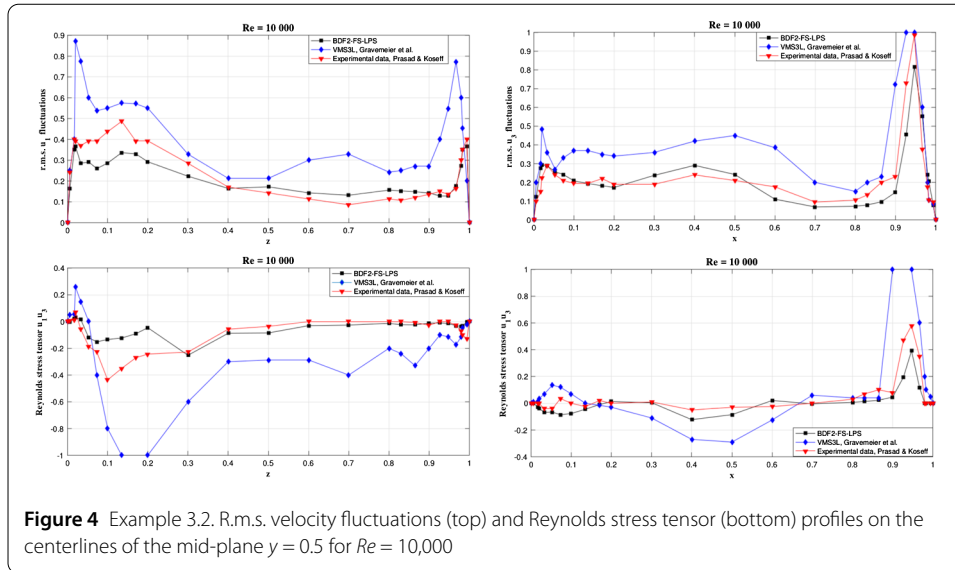 Re = 10 000
r.m.s. u1 fluctuations
0.9
0.8
0.7
0.6
0.5
0.4
0.3
0.2
0.1
0
BDF2-FS-LPS
VMS3L, Gravemeier et al.
Experimental data, Prasad & Koseff
0 0.1 0.2 0.3 0.4 0.5 0.6 0.7 0.8 0.9 1
z
Re = 10 000
r.m.s. u3 fluctuations
1
0.9
0.8
0.7
0.6
0.5
0.4
0.3
0.2
0.1
0
BDF2-FS-LPS
VMS3L, Gravemeier et al.
Experimental data, Prasad & Koseff
0 0.1 0.2 0.3 0.4 0.5 0.6 0.7 0.8 0.9 1
x
Re = 10 000
Reynolds stress tensor u1u3
0.4
0.2
0
-0.2
-0.4
-0.6
-0.8
-1
BDF2-FS-LPS
VMS3L, Gravemeier et al.
Experimental data, Prasad & Koseff
0 0.1 0.2 0.3 0.4 0.5 0.6 0.7 0.8 0.9 1
z
Re = 10 000
Reynolds stress tensor u1u3
1
0.8
0.6
0.4
0.2
0
-0.2
-0.4
BDF2-FS-LPS
VMS3L, Gravemeier et al.
Experimental data, Prasad & Koseff
0 0.1 0.2 0.3 0.4 0.5 0.6 0.7 0.8 0.9 1
x
Figure 4 Example 3.2. R.m.s. velocity fluctuations (top) and Reynolds stress tensor (bottom) profiles on the
centerlines of the mid-plane y = 0.5 for Re = 10,000